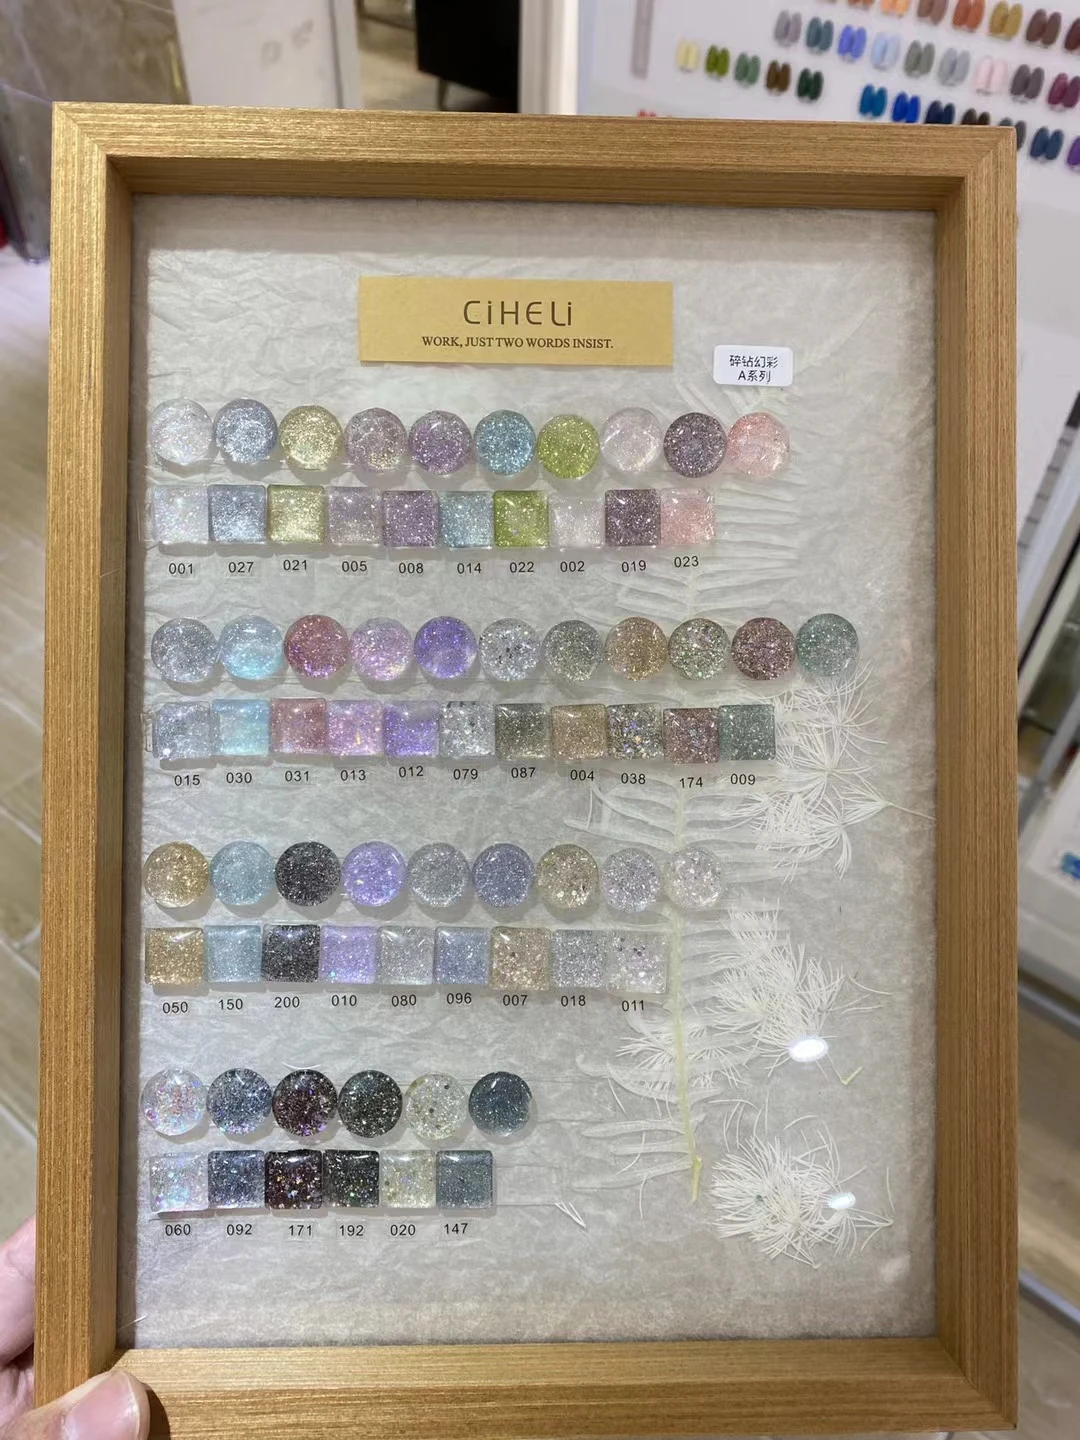 CiHELi
WORK, JUST TWO WORDS INSIST.
碎钻幻彩
A系列
001 027 021 005 008 014 022 002 019 023
015 030 031 013 012 079 087 004 038 174 009
050 150 200 010 080 096 007 018 011
060 092 171 192 020 147